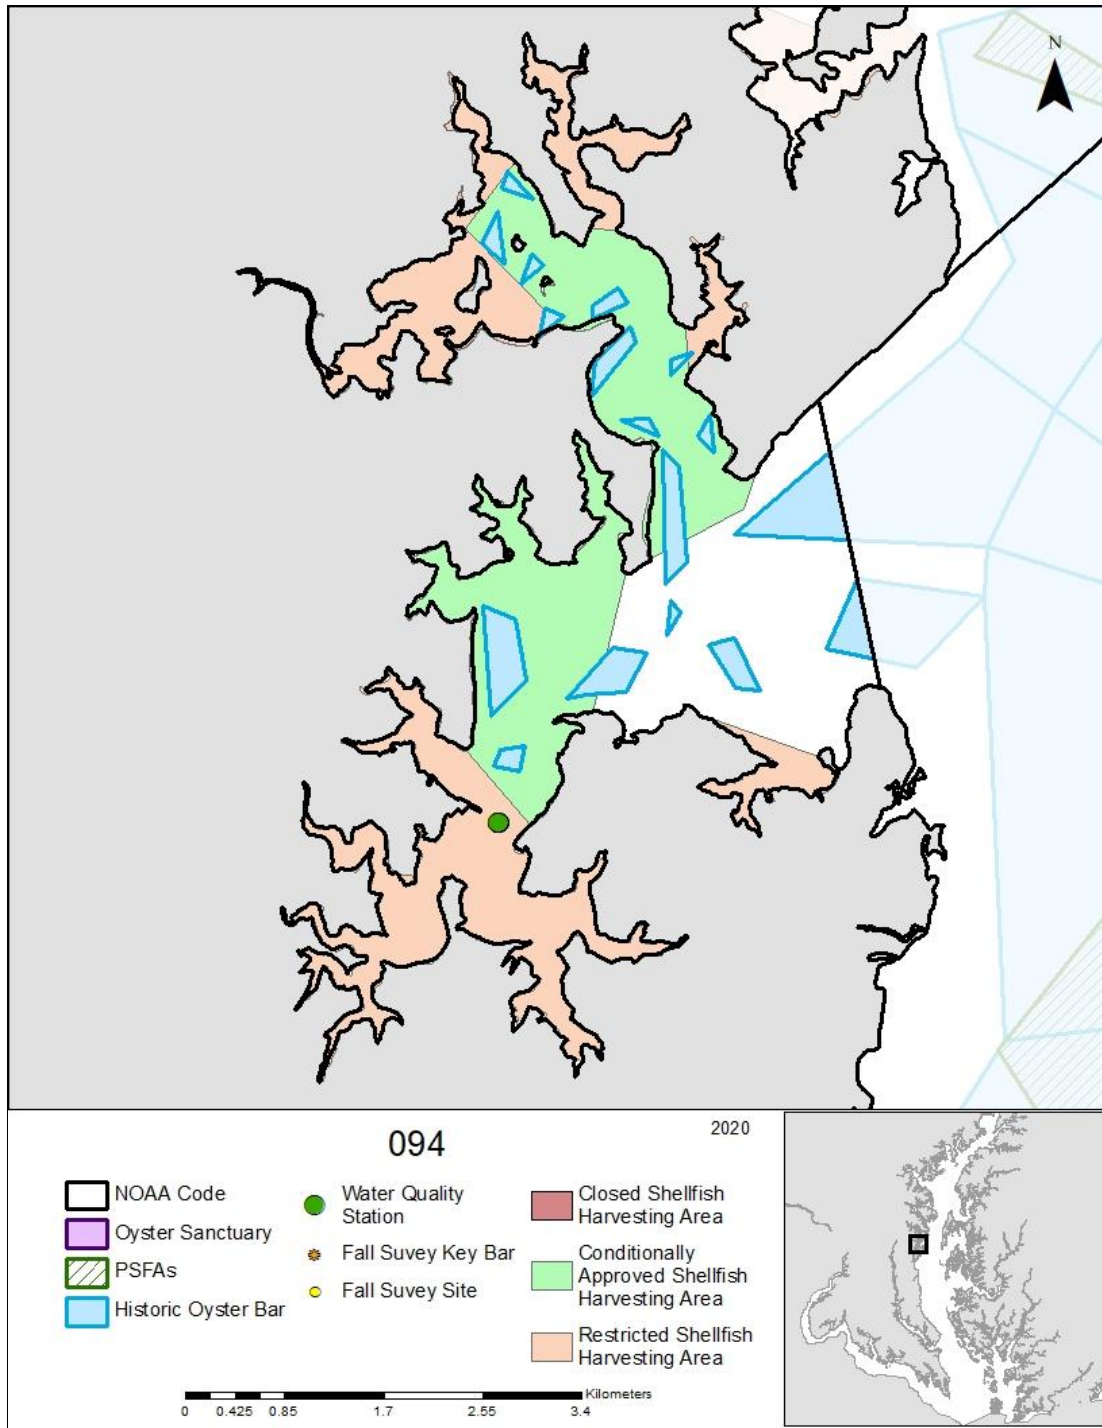 N
094
2020
NOAA Code
Oyster Sanctuary
PSFAs
Historic Oyster Bar
Water Quality
Station
Fall Suvey Key Bar
Fall Suvey Site
Closed Shellfish
Harvesting Area
Conditionally
Approved Shellfish
Harvesting Area
Restricted Shellfish
Harvesting Area
Kilometers
0 0.425 0.85 1.7 2.55 3.4